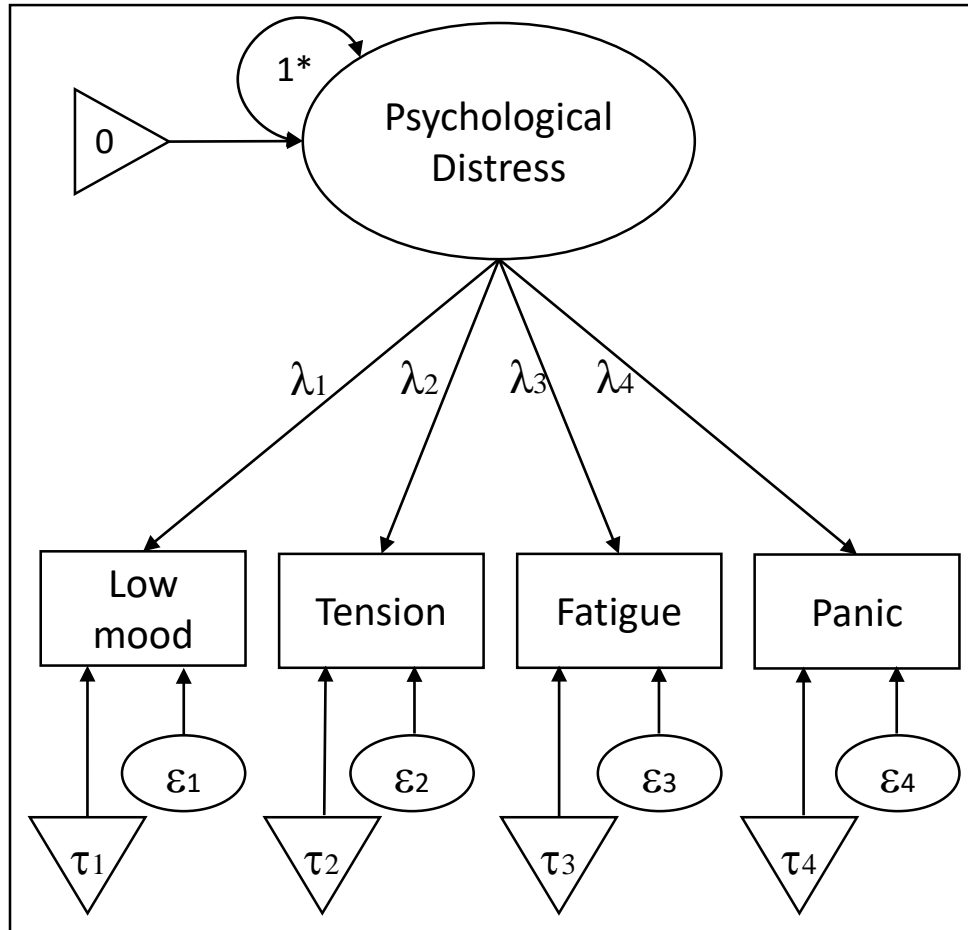 1*
0
Psychological
Distress
λ1
λ2
λ3
λ4
Low
mood
Tension
Fatigue
Panic
ε1
ε2
ε3
ε4
τ1
τ2
τ3
τ4